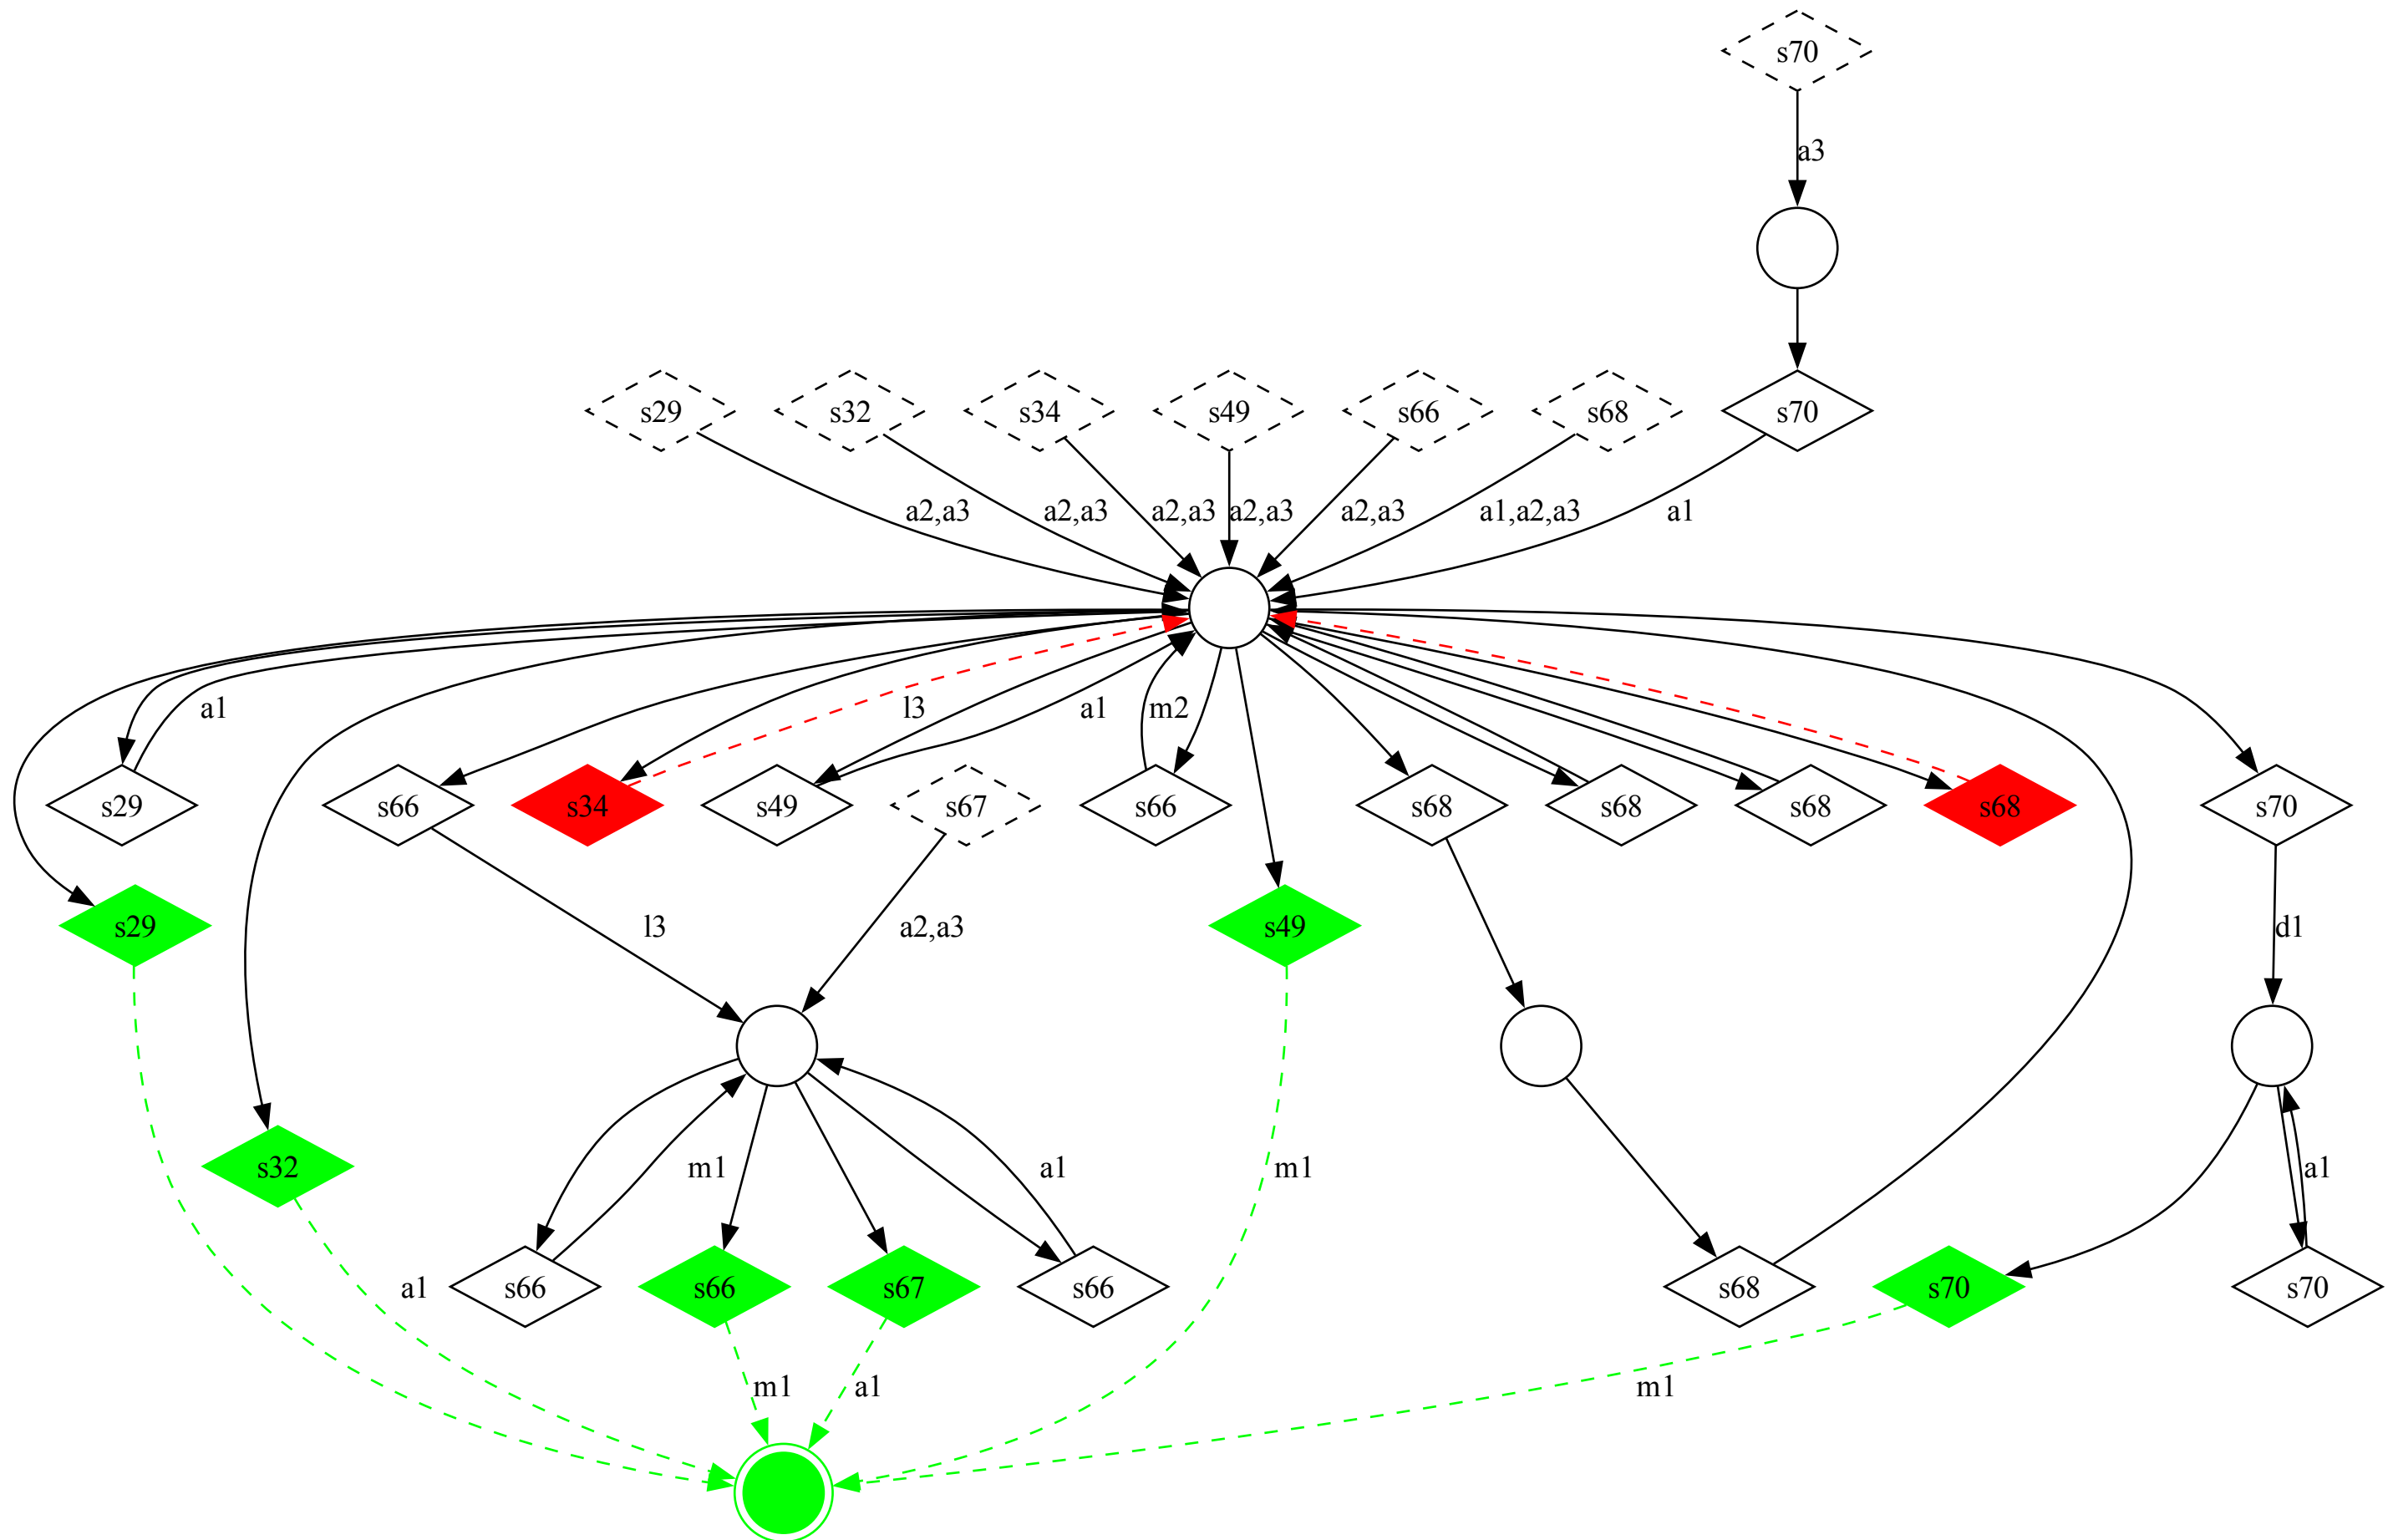 s70
a3
s29 s32 s34 s49 s66 s68 s70
a2,a3 a2,a3 a2,a3 a2,a3 a2,a3 a1,a2,a3 a1
a1 l3 a1 m2
s29 s66 s34 s49 s67 s66 s68 s68 s68 s68 s70
s29 l3 a2,a3 s49 d1
s32 m1 a1 m1 a1
s66 s66 s67 s66 s68 s70 s70
a1
m1 a1 m1